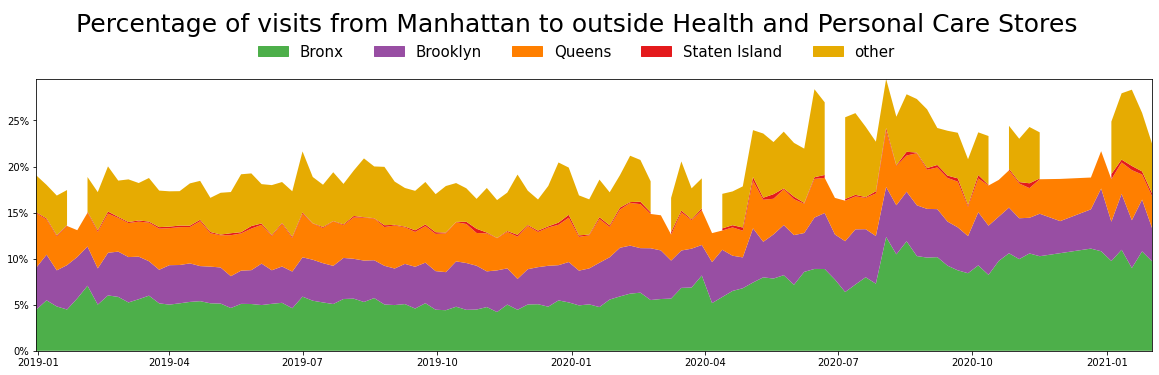 Percentage of visits from Manhattan to outside Health and Personal Care Stores
Bronx Brooklyn Queens Staten Island other
25%
20%
15%
10%
5%
0%
2019-01 2019-04 2019-07 2019-10 2020-01 2020-04 2020-07 2020-10 2021-01